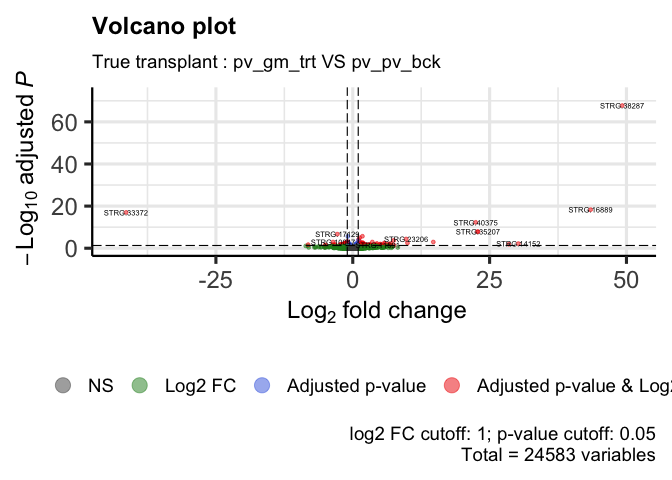 Volcano plot
True transplant : pv_gm_trt VS pv_pv_bck
− Log10 adjusted P
60
40
20
0
STRG.38287
STRG.33372
STRG.16889
STRG.40375
STRG.35207
STRG.17429
STRG.23206
STRG.14152
-25
0
25
50
Log2 fold change
NS
Log2 FC
Adjusted p-value
Adjusted p-value & Log2
log2 FC cutoff: 1; p-value cutoff: 0.05
Total = 24583 variables